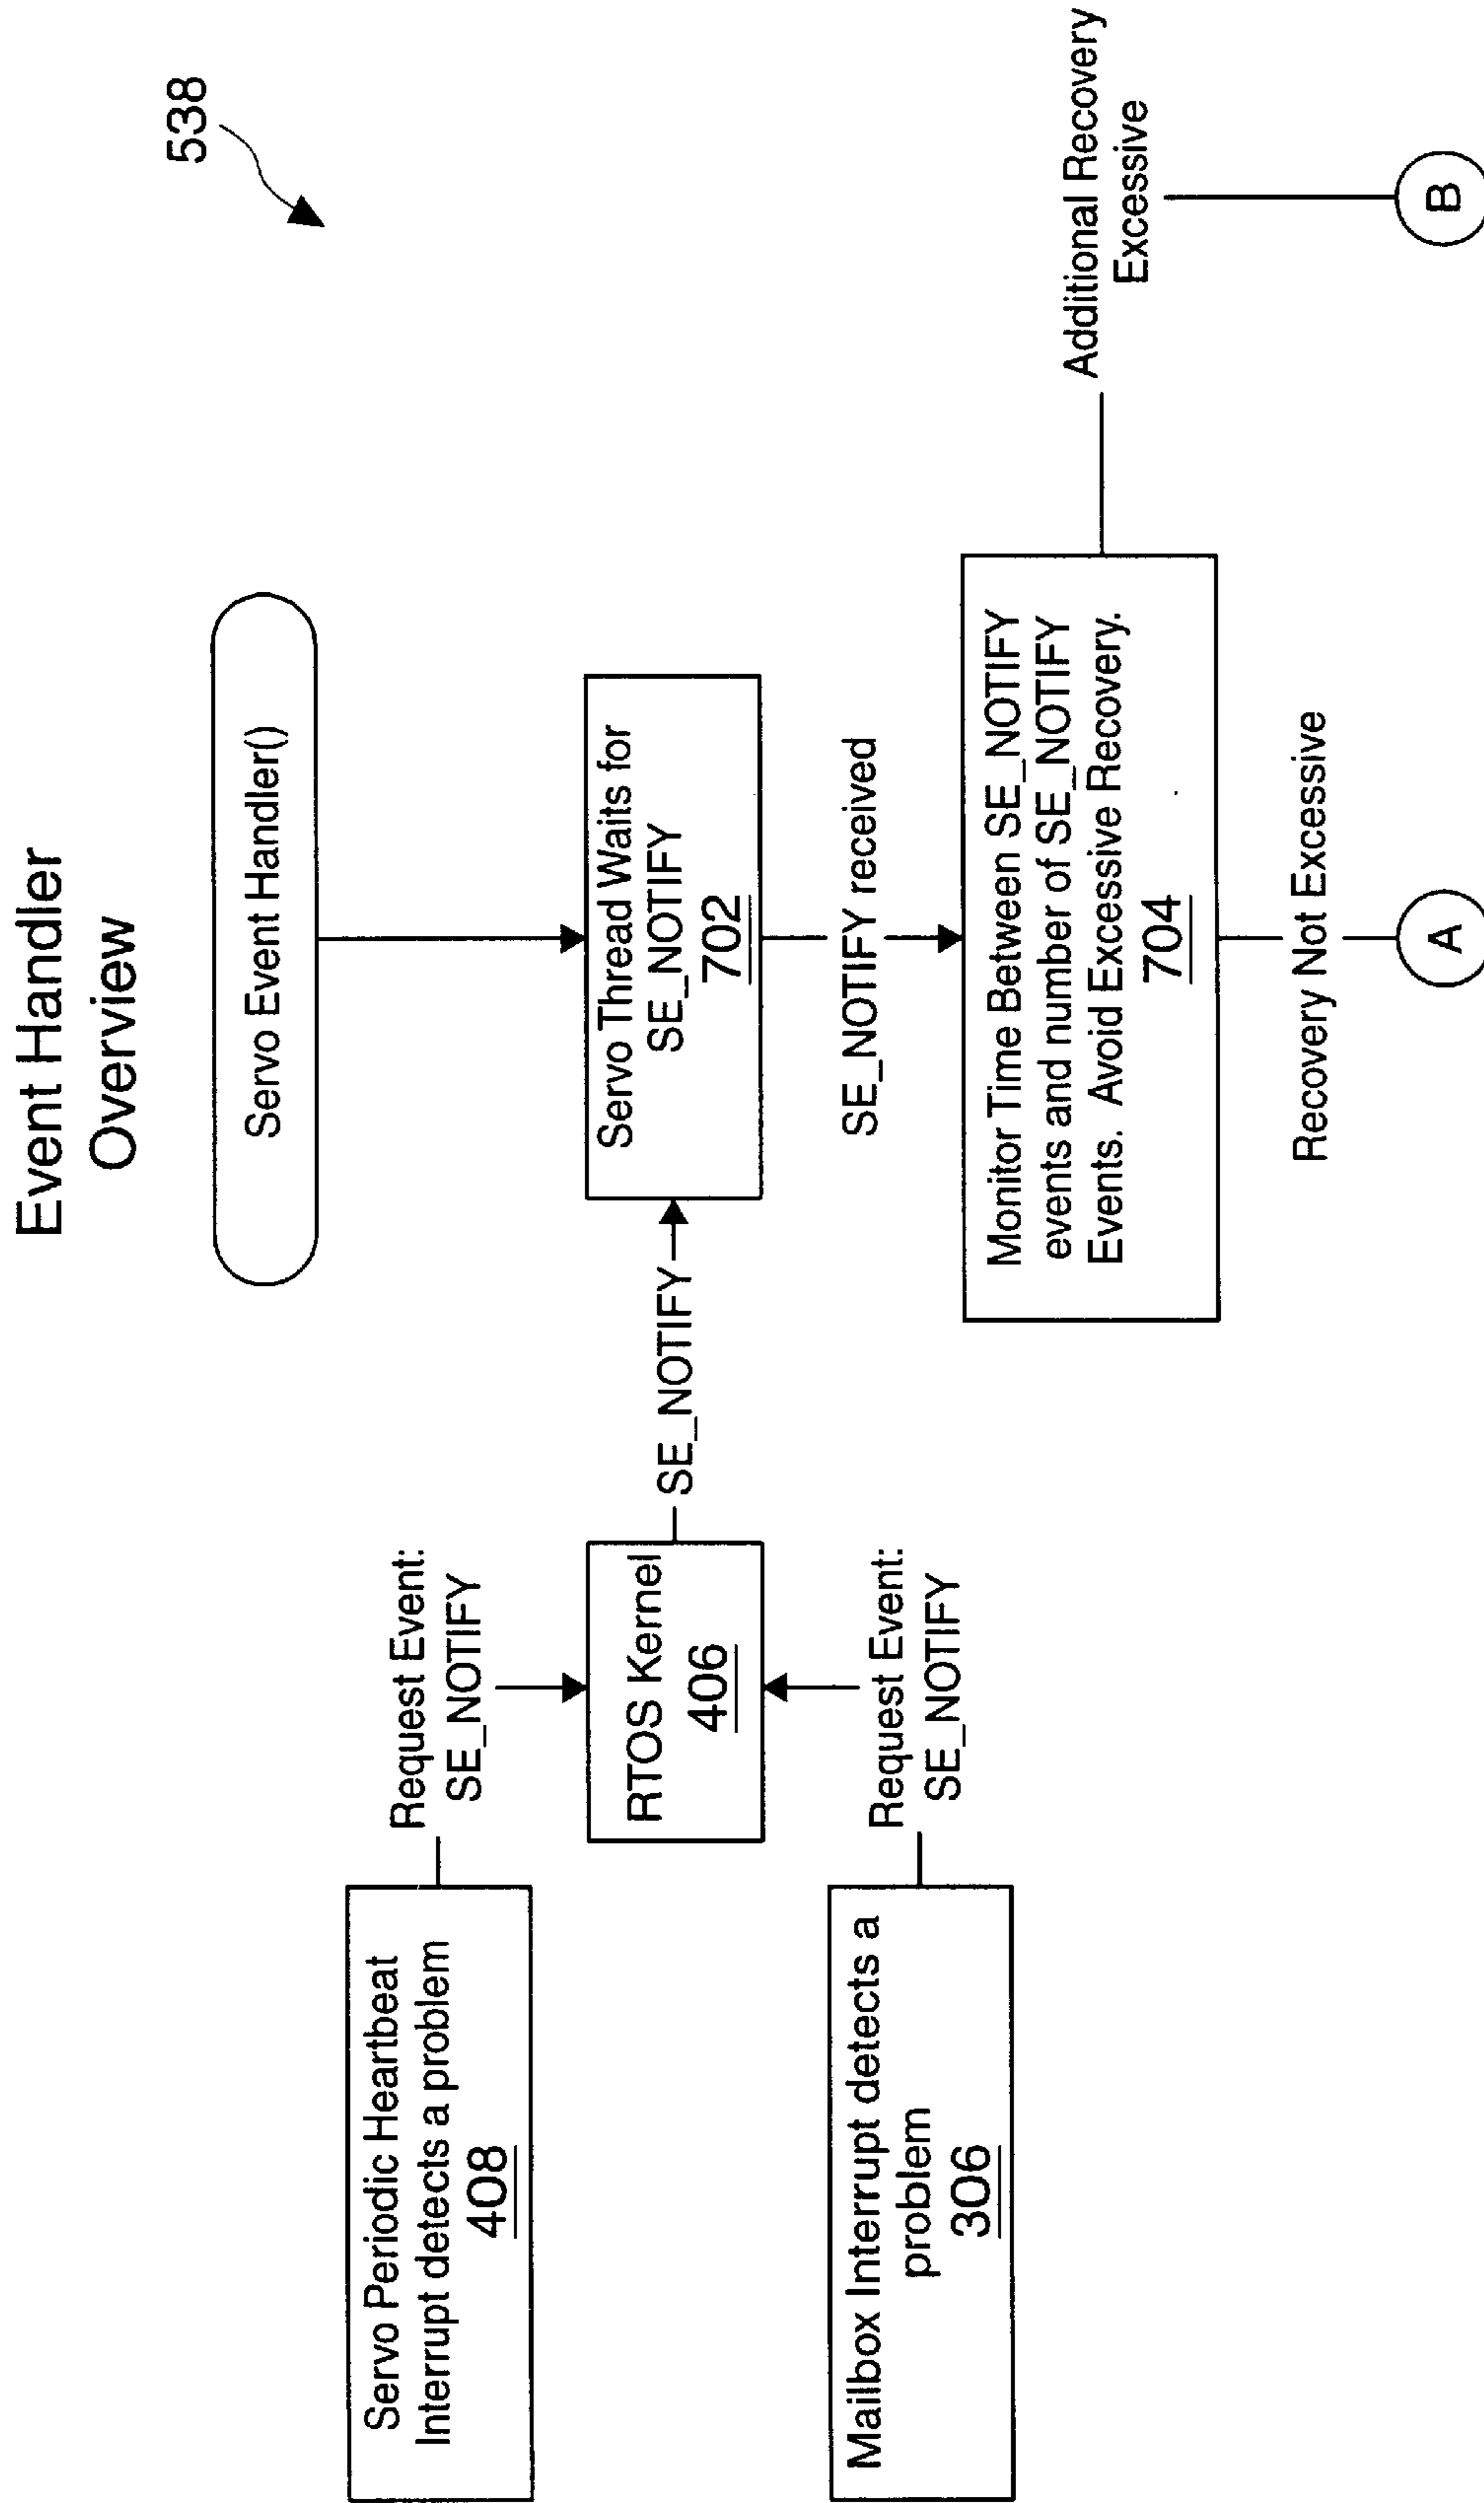 Event Handler
Overview
538
Servo Event Handler()
Servo Periodic Heartbeat
Interrupt detects a problem
408
Request Event:
SE_NOTIFY
RTOS Kernel
406
SE_NOTIFY
Servo Thread Waits for
SE_NOTIFY
702
Mailbox Interrupt detects a
problem
306
Request Event:
SE_NOTIFY
SE_NOTIFY received
Monitor Time Between SE_NOTIFY
events and number of SE_NOTIFY
Events. Avoid Excessive Recovery.
704
Additional Recovery
Excessive
Recovery Not Excessive
A
B